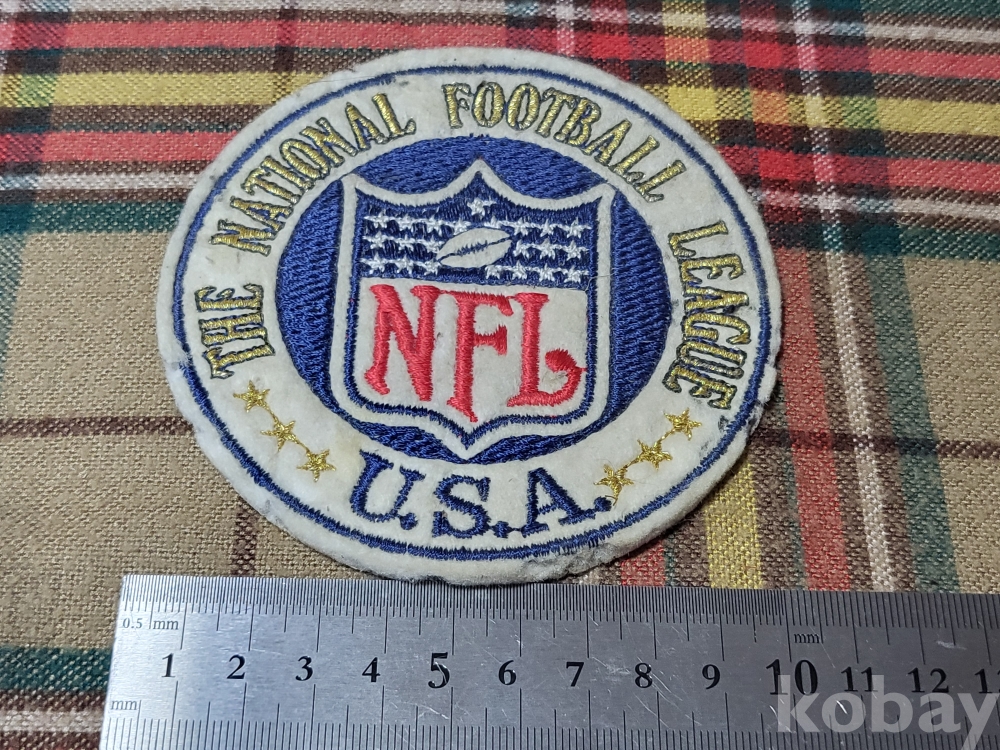 THE NATIONAL FOOTBALL LEAGUE
NFL
U.S.A.
0.5 mm
mm
1 2 3 4 5 6 7 8 9 10 11 12
mm
kobay